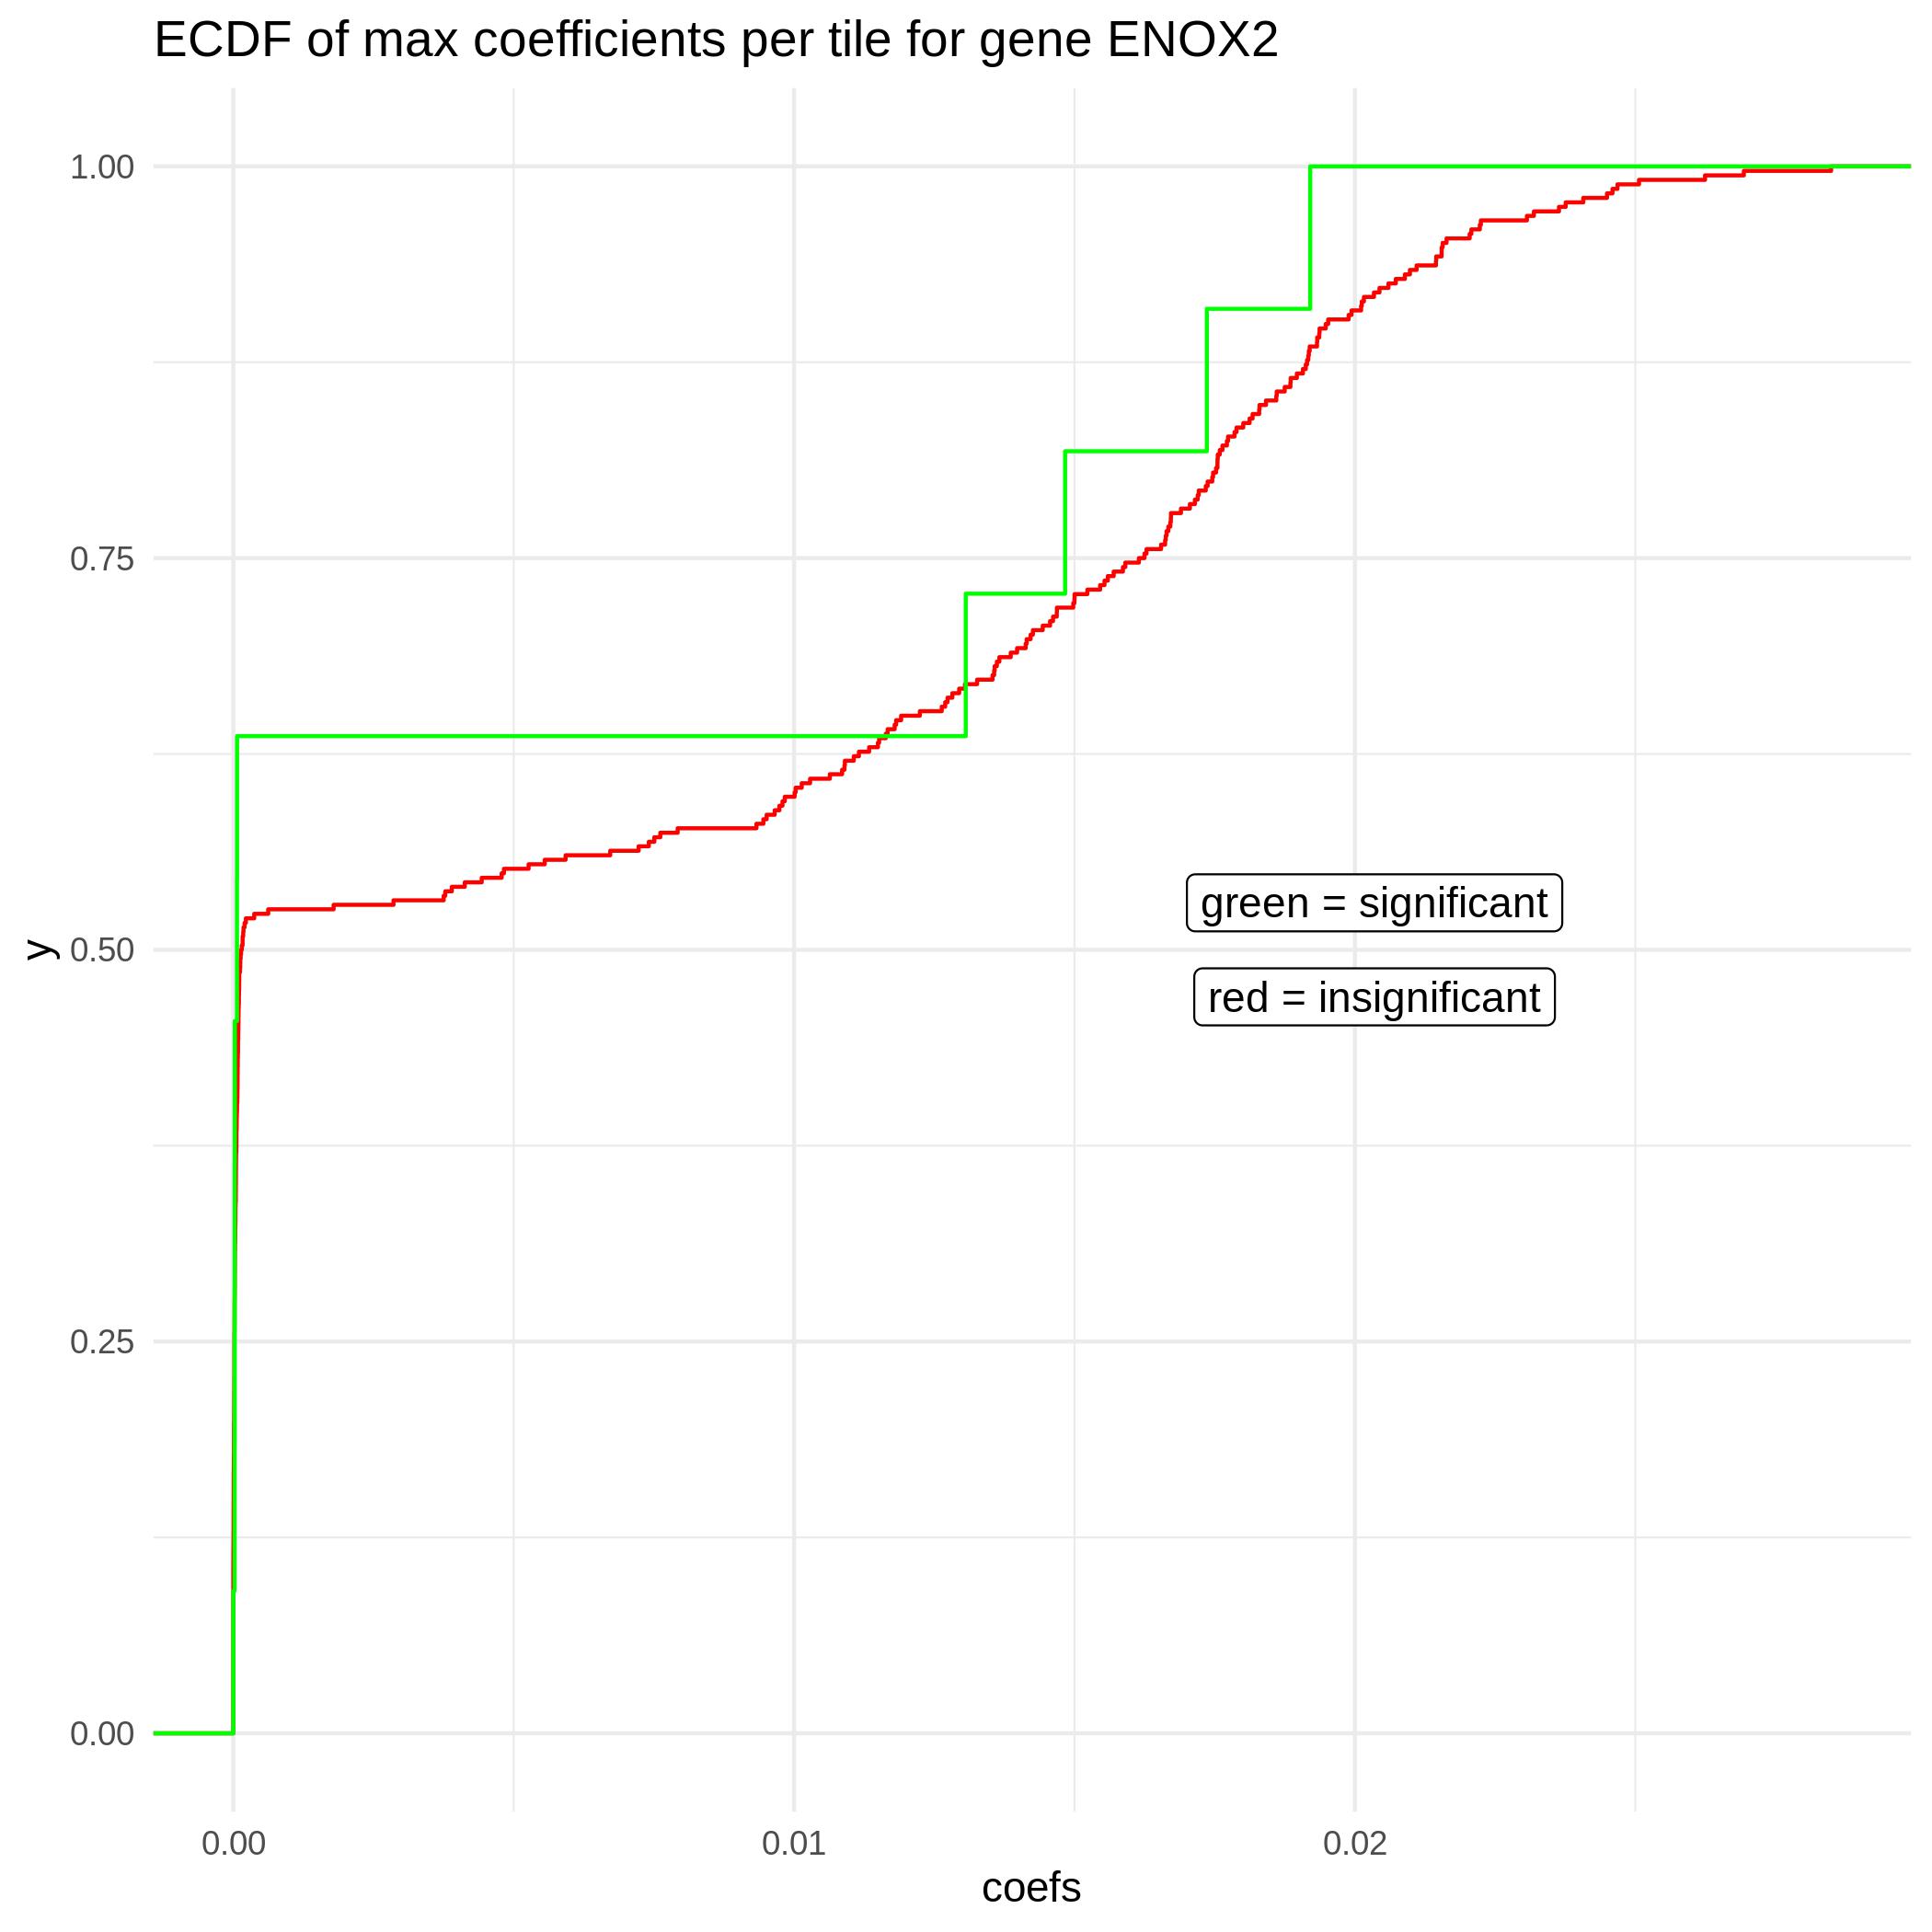 ECDF of max coefficients per tile for gene ENOX2
1.00
0.75
0.50
0.25
0.00
y
green = significant
red = insignificant
0.00 0.01 0.02
coefs